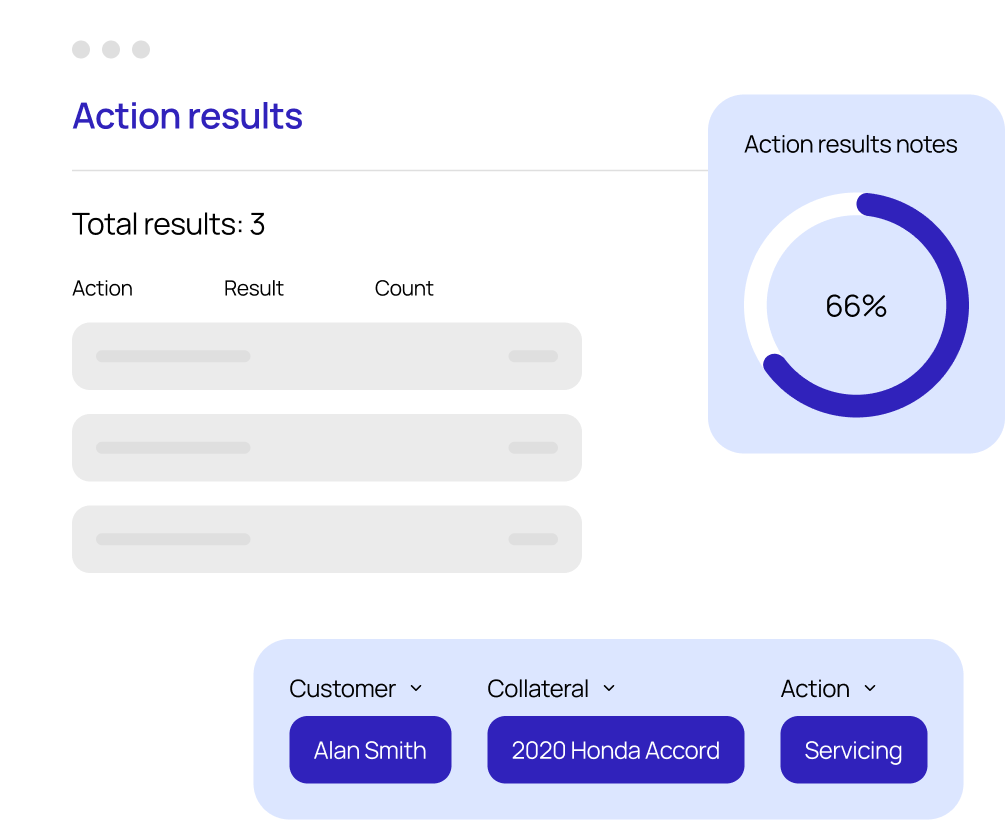 Action results
Action results notes
Total results: 3
Action Result Count
66%
Customer Collateral Action
Alan Smith 2020 Honda Accord Servicing